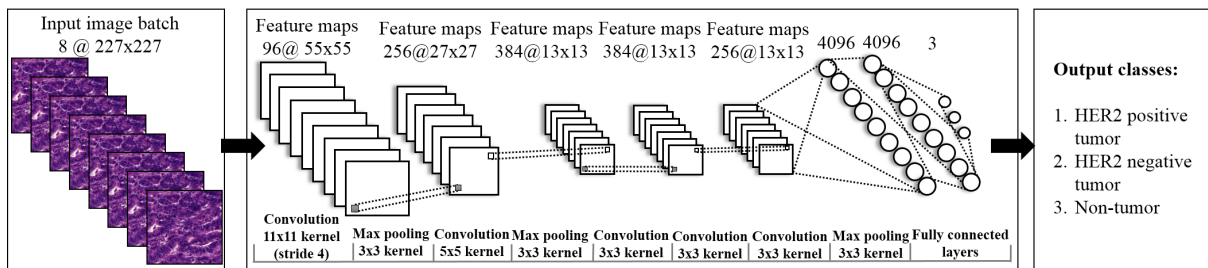 Input image batch
8 @ 227x227
Feature maps
96@ 55x55
Feature maps
256@27x27
Feature maps
384@13x13
Feature maps
384@13x13
Feature maps
256@13x13
4096
4096
3
Convolution
11x11 kernel
(stride 4)
Max pooling
3x3 kernel
Convolution
5x5 kernel
Max pooling
3x3 kernel
Convolution
3x3 kernel
Convolution
3x3 kernel
Convolution
3x3 kernel
Max pooling
3x3 kernel
Fully connected
layers
Output classes:
1. HER2 positive
tumor
2. HER2 negative
tumor
3. Non-tumor